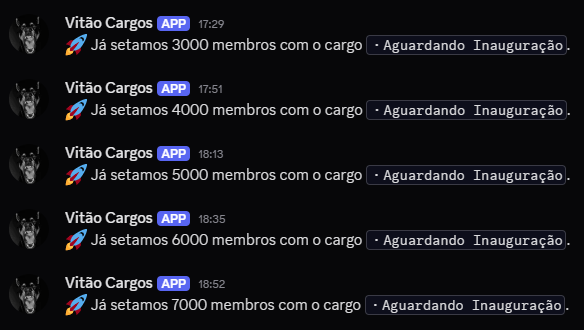 Vitão Cargos APP 17:29
🚀 Já setamos 3000 membros com o cargo ·Aguardando Inauguração.
Vitão Cargos APP 17:51
🚀 Já setamos 4000 membros com o cargo ·Aguardando Inauguração.
Vitão Cargos APP 18:13
🚀 Já setamos 5000 membros com o cargo ·Aguardando Inauguração.
Vitão Cargos APP 18:35
🚀 Já setamos 6000 membros com o cargo ·Aguardando Inauguração.
Vitão Cargos APP 18:52
🚀 Já setamos 7000 membros com o cargo ·Aguardando Inauguração.